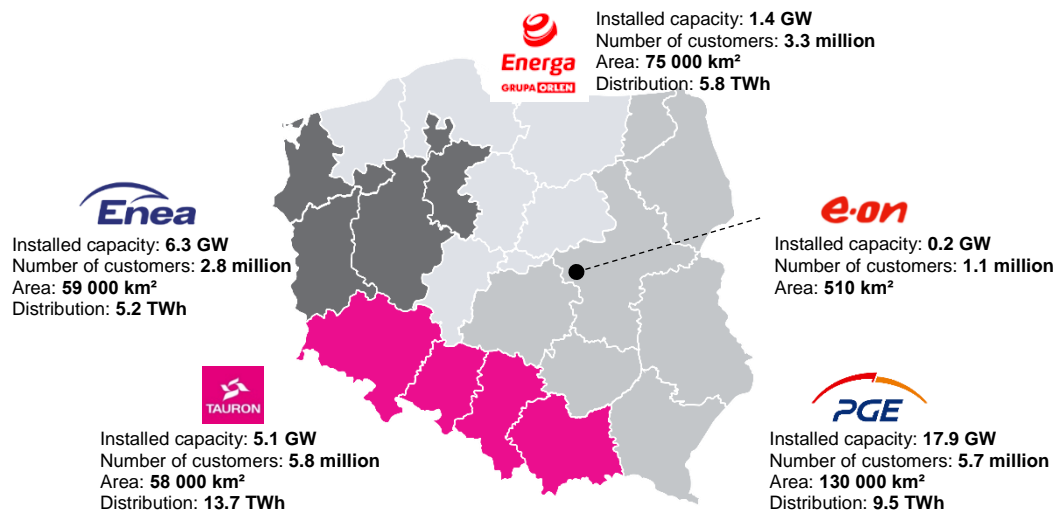 Energa
GRUPA ORLEN
Installed capacity: 1.4 GW
Number of customers: 3.3 million
Area: 75 000 km²
Distribution: 5.8 TWh
Enea
Installed capacity: 6.3 GW
Number of customers: 2.8 million
Area: 59 000 km²
Distribution: 5.2 TWh
e·on
Installed capacity: 0.2 GW
Number of customers: 1.1 million
Area: 510 km²
TAURON
Installed capacity: 5.1 GW
Number of customers: 5.8 million
Area: 58 000 km²
Distribution: 13.7 TWh
PGE
Installed capacity: 17.9 GW
Number of customers: 5.7 million
Area: 130 000 km²
Distribution: 9.5 TWh